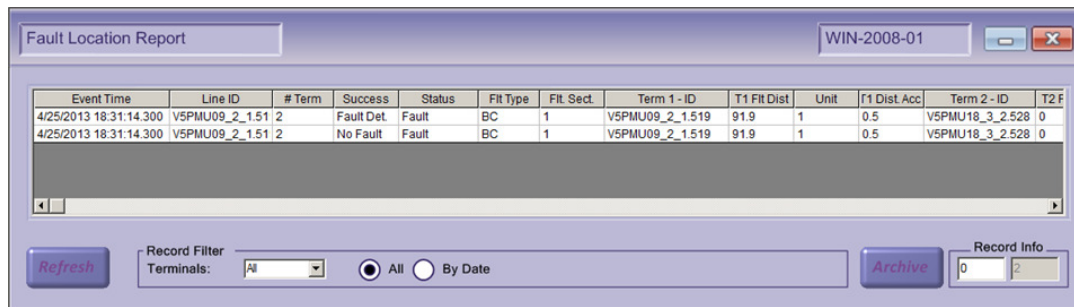 Fault Location Report WIN-2008-01
Event Time Line ID # Term Success Status Flt Type Flt. Sect. Term 1 - ID T1 Flt Dist Unit T1 Dist. Acc Term 2 - ID T2 F
4/25/2013 18:31:14.300 V5PMU09_2_1.51 2 Fault Det. Fault BC 1 V5PMU09_2_1.519 91.9 1 0.5 V5PMU18_3_2.528 0
4/25/2013 18:31:14.300 V5PMU09_2_1.51 2 No Fault Fault BC 1 V5PMU09_2_1.519 91.9 1 0.5 V5PMU18_3_2.528 0
Record Filter Record Info
Refresh Terminals: All All By Date Archive 0 2